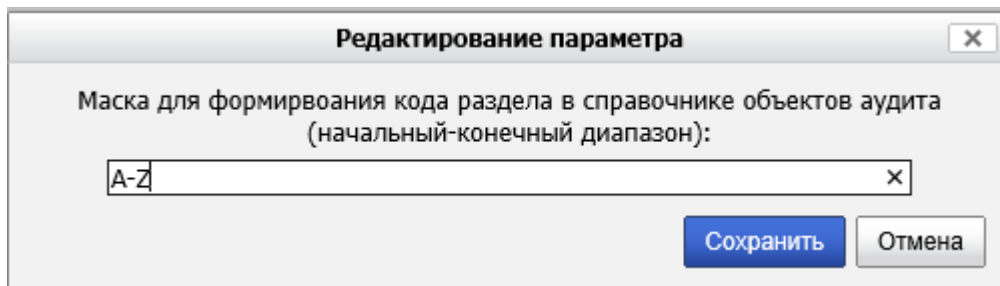 Редактирование параметра
Маска для формирвоания кода раздела в справочнике объектов аудита
(начальный-конечный диапазон):
A-Z
Сохранить Отмена